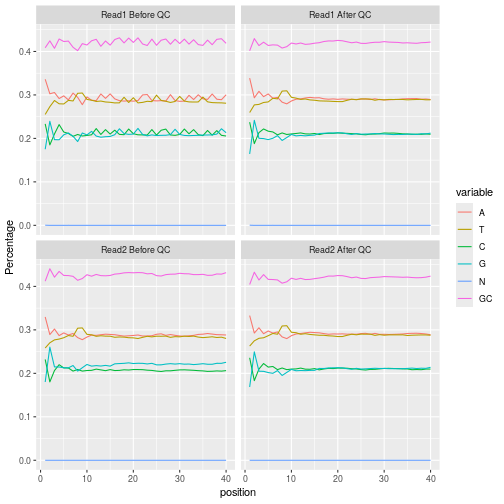 Read1 Before QC
Read1 After QC
0.4
0.3
0.2
0.1
0.0
Read2 Before QC
Read2 After QC
0.4
0.3
0.2
0.1
0.0
0 10 20 30 40
0 10 20 30 40
position
Percentage
variable
A
T
C
G
N
GC